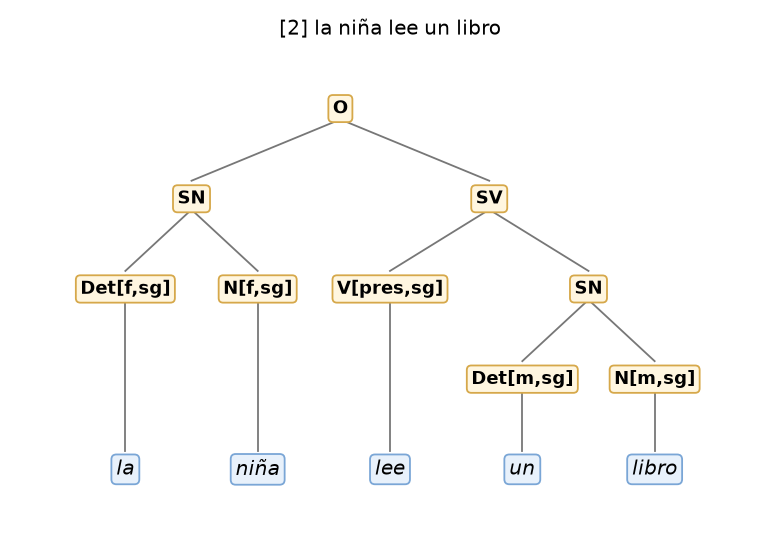 [2] la niña lee un libro
O
SN SV
Det[f,sg] N[f,sg] V[pres,sg] SN
Det[m,sg] N[m,sg]
la niña lee un libro